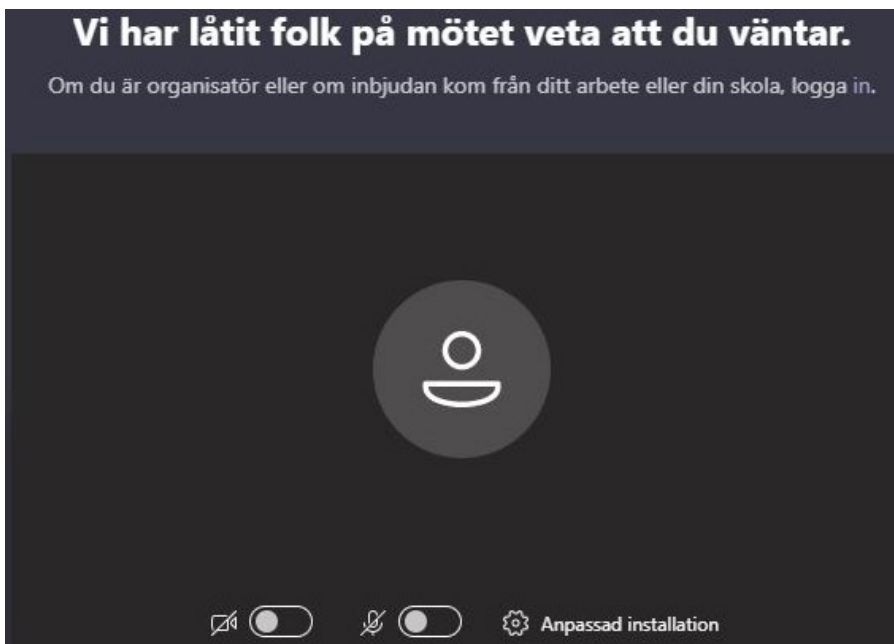 Vi har låtit folk på mötet veta att du väntar.
Om du är organisatör eller om inbjudan kom från ditt arbete eller din skola, logga in.
Anpassad installation